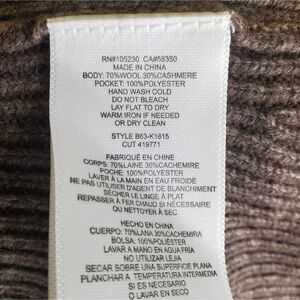 RN#105230 CA#58350
MADE IN CHINA
BODY: 70%WOOL 30%CASHMERE
POCKET: 100%POLYESTER
HAND WASH COLD
DO NOT BLEACH
LAY FLAT TO DRY
WARM IRON IF NEEDED
OR DRY CLEAN
STYLE B63-K1615
CUT 419771
FABRIQUÉ EN CHINE
CORPS: 70%LAINE 30%CACHEMIRE
POCHE: 100%POLYESTER
LAVER À LA MAIN EN EAU FROIDE
NE PAS UTILISER D'AGENT DE BLANCHIMENT
SÉCHER LE LINGE À PLAT
REPASSER À FER CHAUD SI NÉCESSAIRE
OU NETTOYER À SEC
HECHO EN CHINA
CUERPO: 70%LANA 30%CACHEMIRA
BOLSA: 100%POLIÉSTER
LAVAR A MANO EN AGUA FRÍA
NO UTILIZAR LEJÍA
SECAR SOBRE UNA SUPERFICIE PLANA
PLANCHAR A TEMPERATURA INTERMEDIA
SI ES NECESARIO
O LAVAR EN SECO